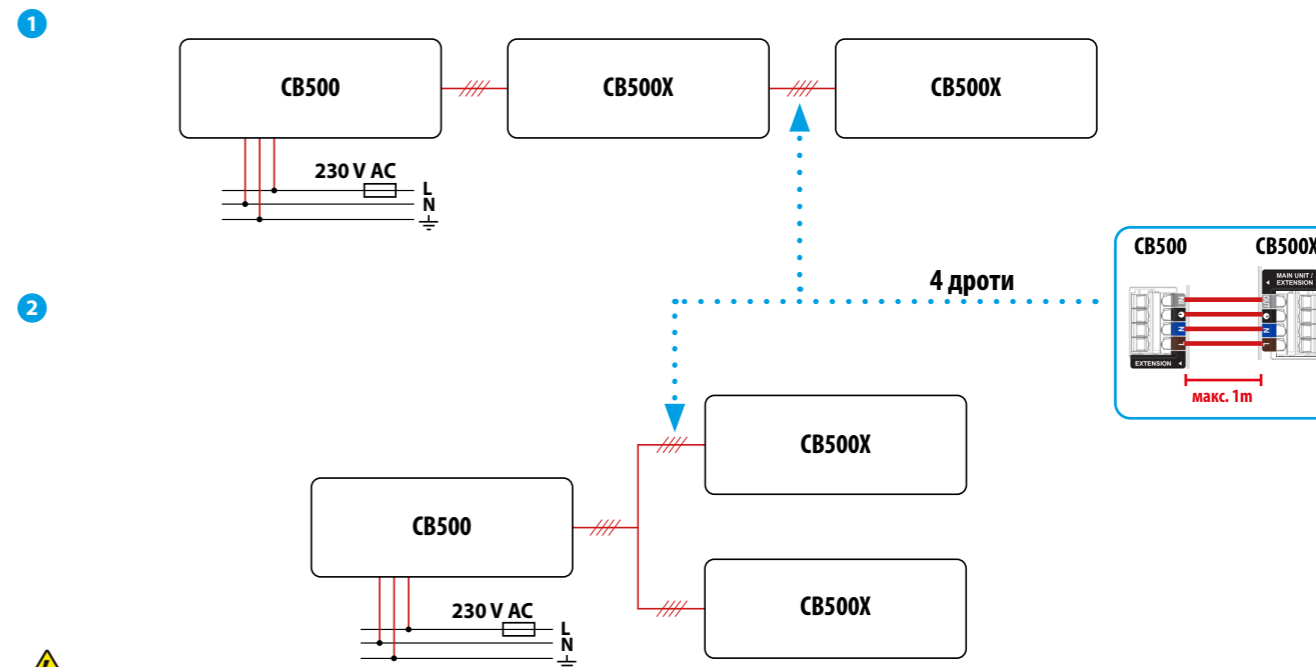 1
CB500
CB500X
CB500X
230 V AC
L
N
CB500
CB500X
MAIN UNIT /
EXTENSION
N
N
L
L
EXTENSION
макс. 1m
4 дроти
2
CB500X
CB500
CB500X
230 V AC
L
N